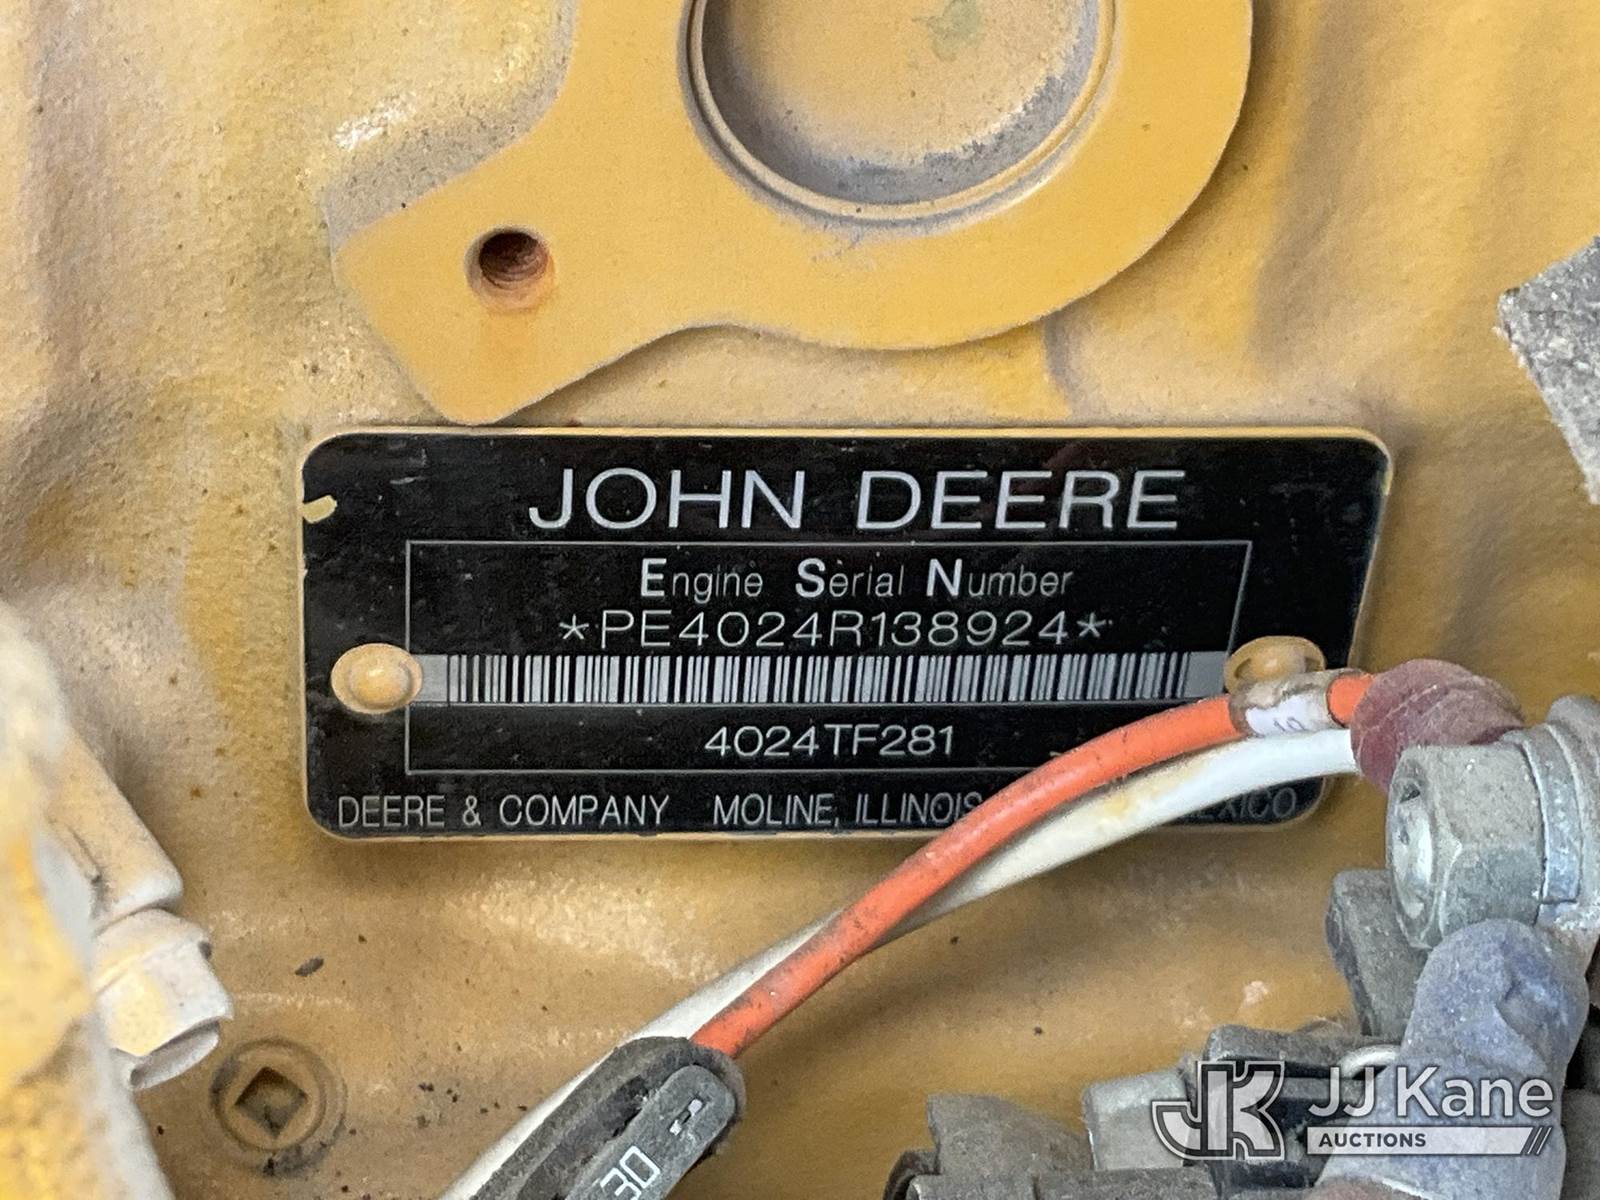 JOHN DEERE
Engine Serial Number
*PE4024R138924*
4024TF281
DEERE & COMPANY MOLINE, ILLINOIS
30
JJ Kane
AUCTIONS